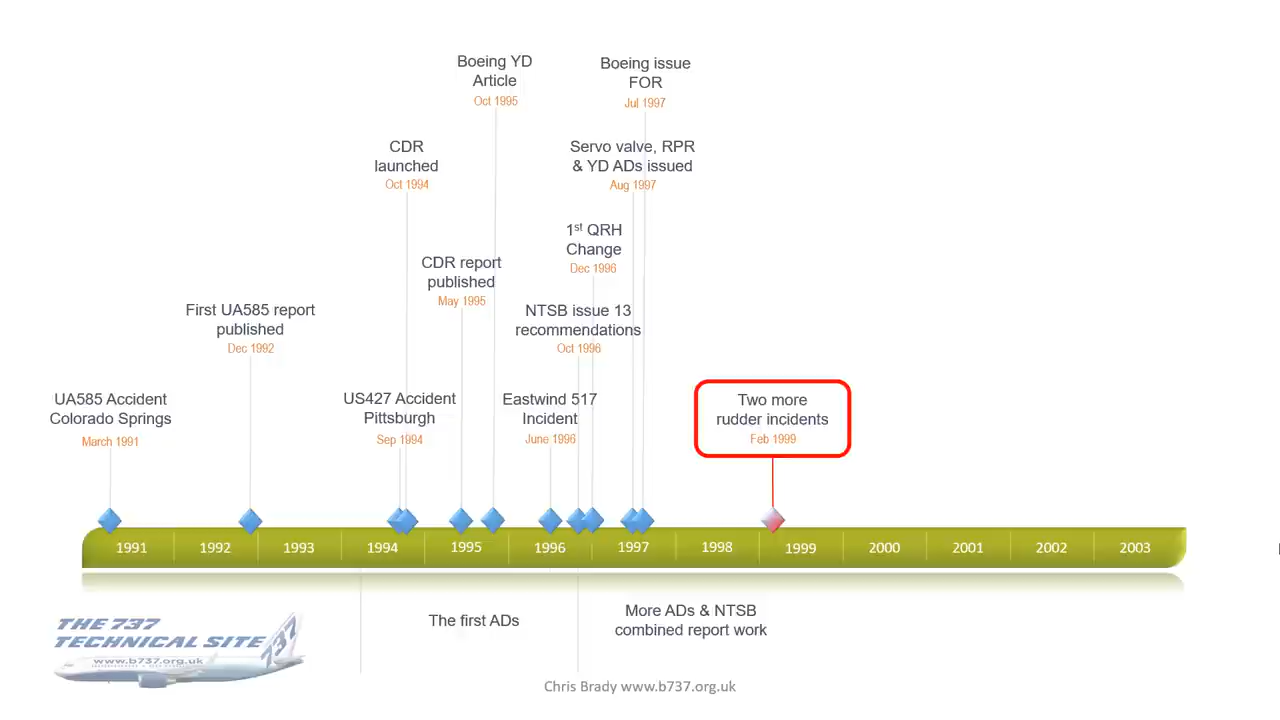 Boeing YD
Article
Oct 1995
Boeing issue
FOR
Jul 1997
CDR
launched
Oct 1994
Servo valve, RPR
& YD ADs issued
Aug 1997
1st QRH
Change
Dec 1996
CDR report
published
May 1995
First UA585 report
published
Dec 1992
NTSB issue 13
recommendations
Oct 1996
UA585 Accident
Colorado Springs
March 1991
US427 Accident
Pittsburgh
Sep 1994
Eastwind 517
Incident
June 1996
Two more
rudder incidents
Feb 1999
1991 1992 1993 1994 1995 1996 1997 1998 1999 2000 2001 2002 2003
The first ADs
More ADs & NTSB
combined report work
THE 737
TECHNICAL SITE
www.b737.org.uk
737
Chris Brady www.b737.org.uk